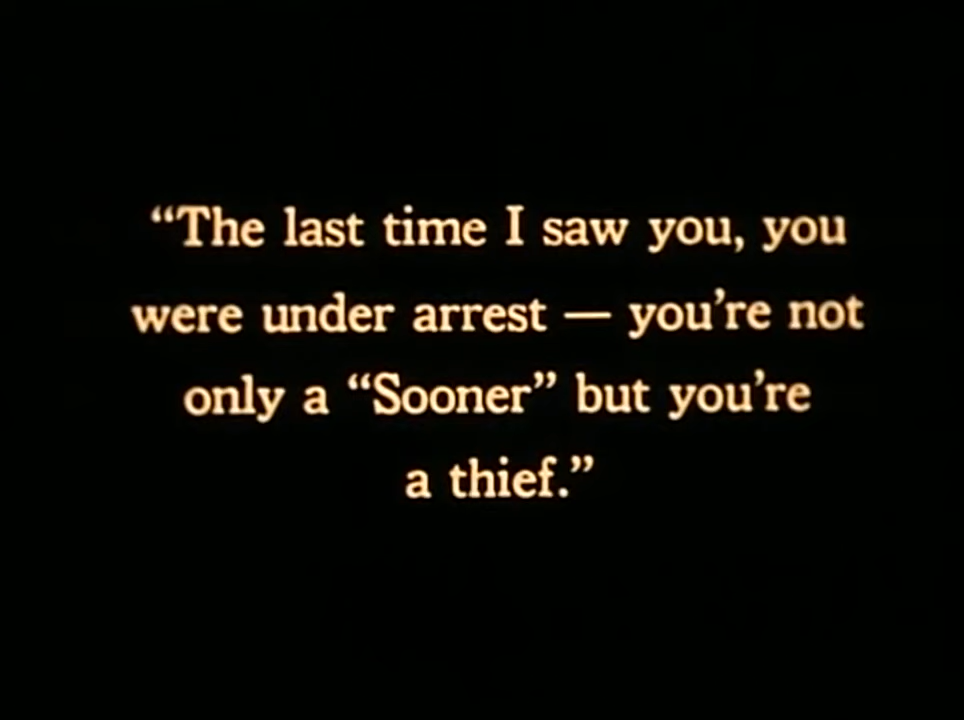 “The last time I saw you, you
were under arrest — you’re not
only a “Sooner” but you’re
a thief.”